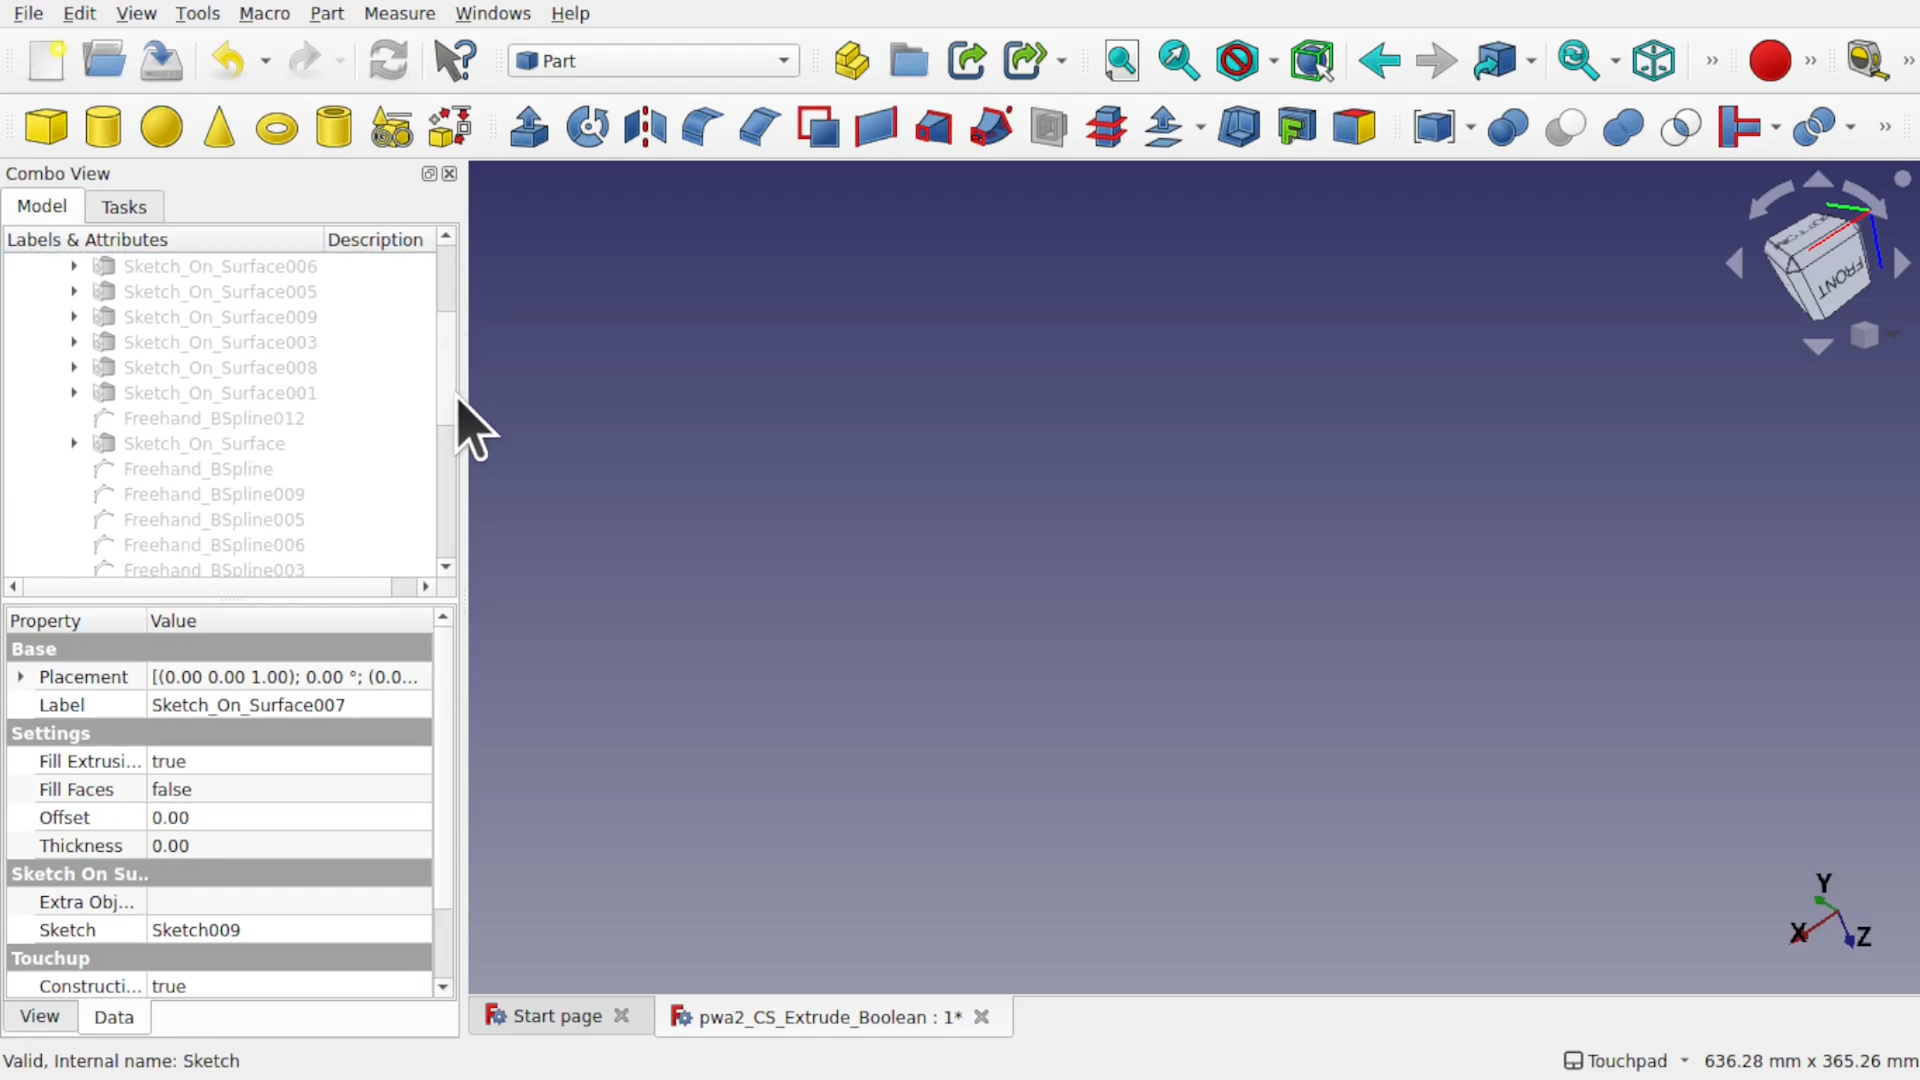 File Edit View Tools Macro Part Measure Windows Help
Part
Combo View
Model Tasks
Labels & Attributes Description
Sketch_On_Surface006
Sketch_On_Surface005
Sketch_On_Surface009
Sketch_On_Surface003
Sketch_On_Surface008
Sketch_On_Surface001
Freehand_BSpline012
Sketch_On_Surface
Freehand_BSpline
Freehand_BSpline009
Freehand_BSpline005
Freehand_BSpline006
Freehand_BSpline003
Property Value
Base
Placement [(0.00 0.00 1.00); 0.00 °; (0.0...
Label Sketch_On_Surface007
Settings
Fill Extrusi... true
Fill Faces false
Offset 0.00
Thickness 0.00
Sketch On Su..
Extra Obj...
Sketch Sketch009
Touchup
Constructi... true
View Data
BOTTOM
FRONT
Y
X Z
Start page pwa2_CS_Extrude_Boolean : 1*
Valid, Internal name: Sketch
Touchpad 636.28 mm x 365.26 mm